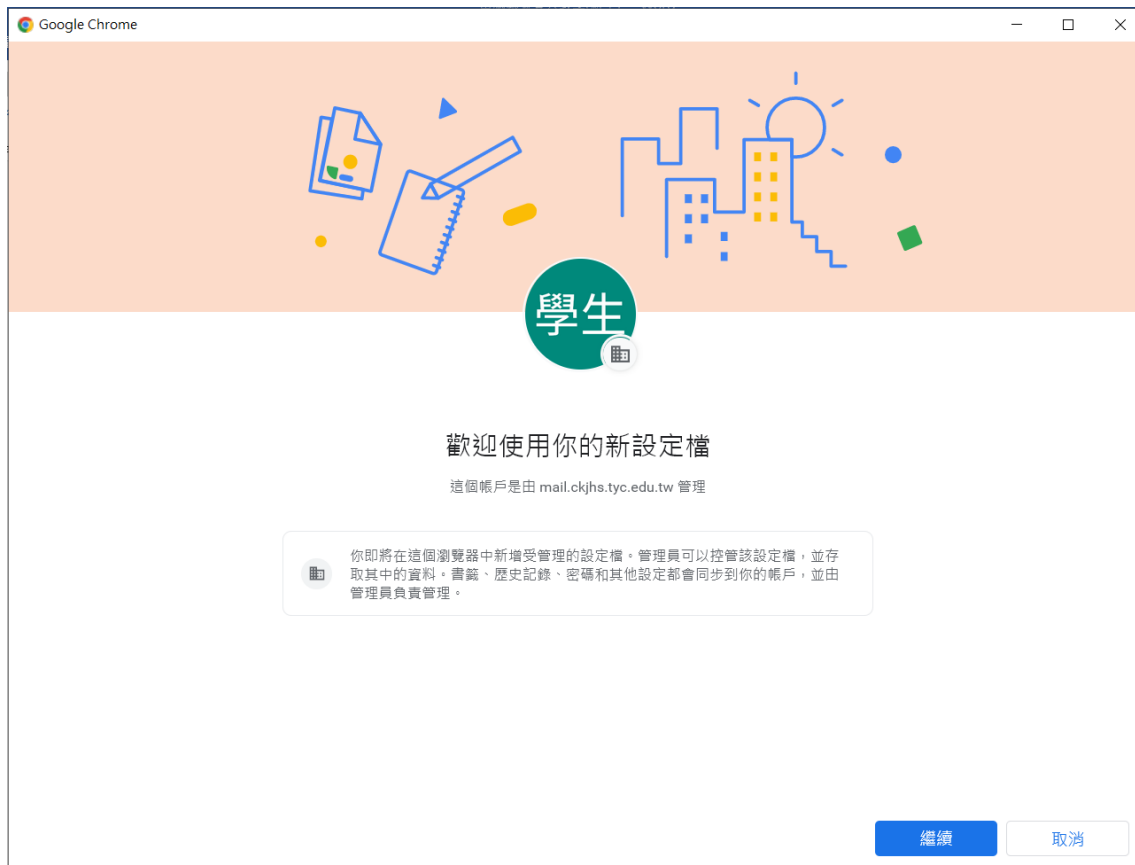 Google Chrome
學生
歡迎使用你的新設定檔
這個帳戶是由 mail.ckjhs.tyc.edu.tw 管理
你即將在這個瀏覽器中新增受管理的設定檔。管理員可以控管該設定檔，並存
取其中的資料。書籤、歷史記錄、密碼和其他設定都會同步到你的帳戶，並由
管理員負責管理。
繼續
取消